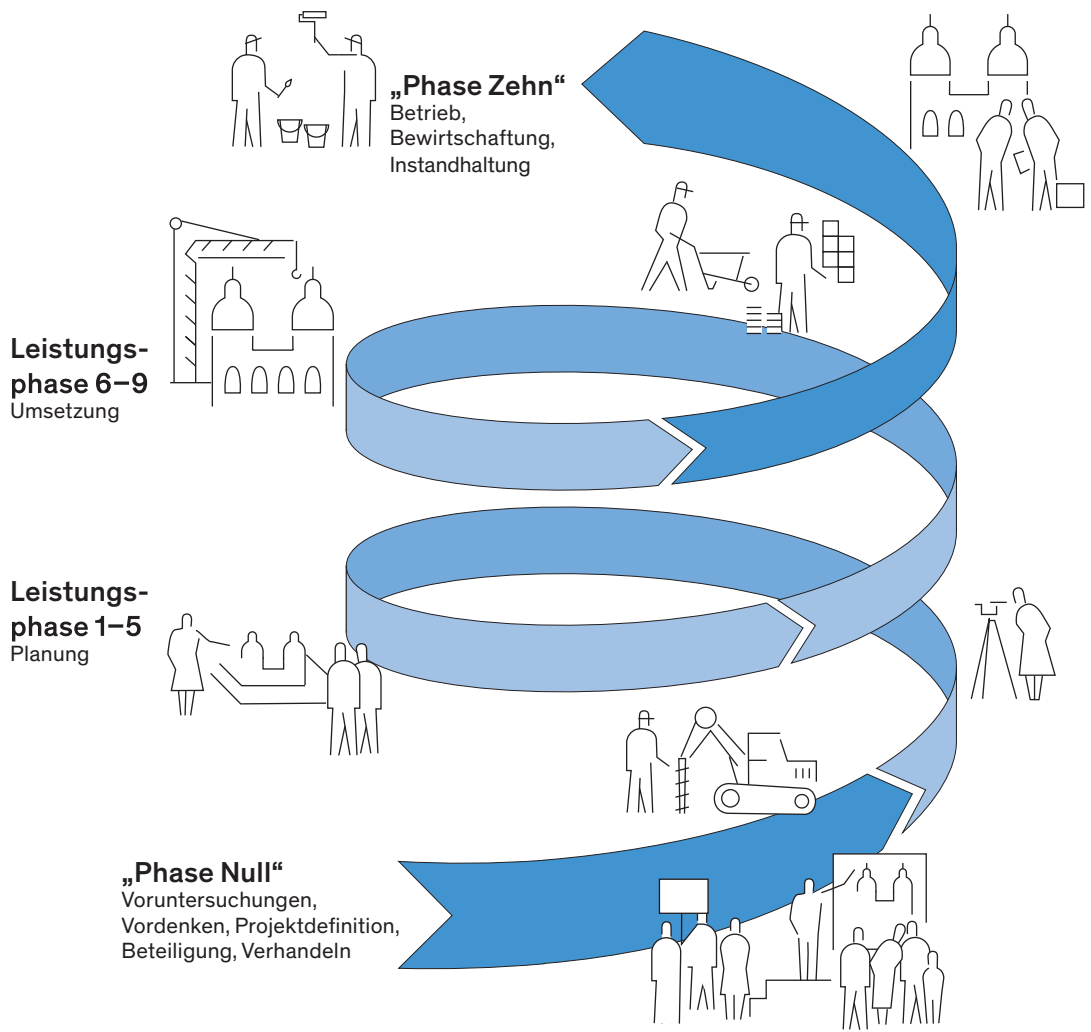 „Phase Zehn“
Betrieb,
Bewirtschaftung,
Instandhaltung
Leistungs-
phase 6–9
Umsetzung
Leistungs-
phase 1–5
Planung
„Phase Null“
Voruntersuchungen,
Vordenken, Projektdefinition,
Beteiligung, Verhandeln